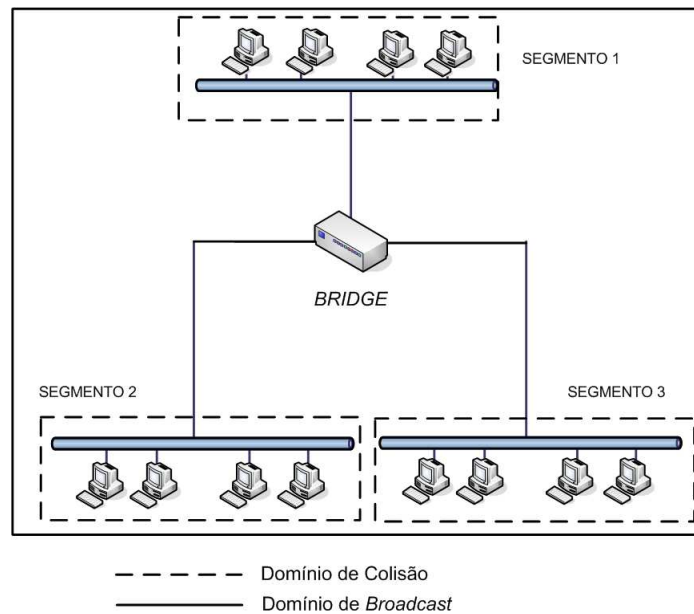 SEGMENTO 1
BRIDGE
SEGMENTO 2
SEGMENTO 3
Domínio de Colisão
Domínio de Broadcast